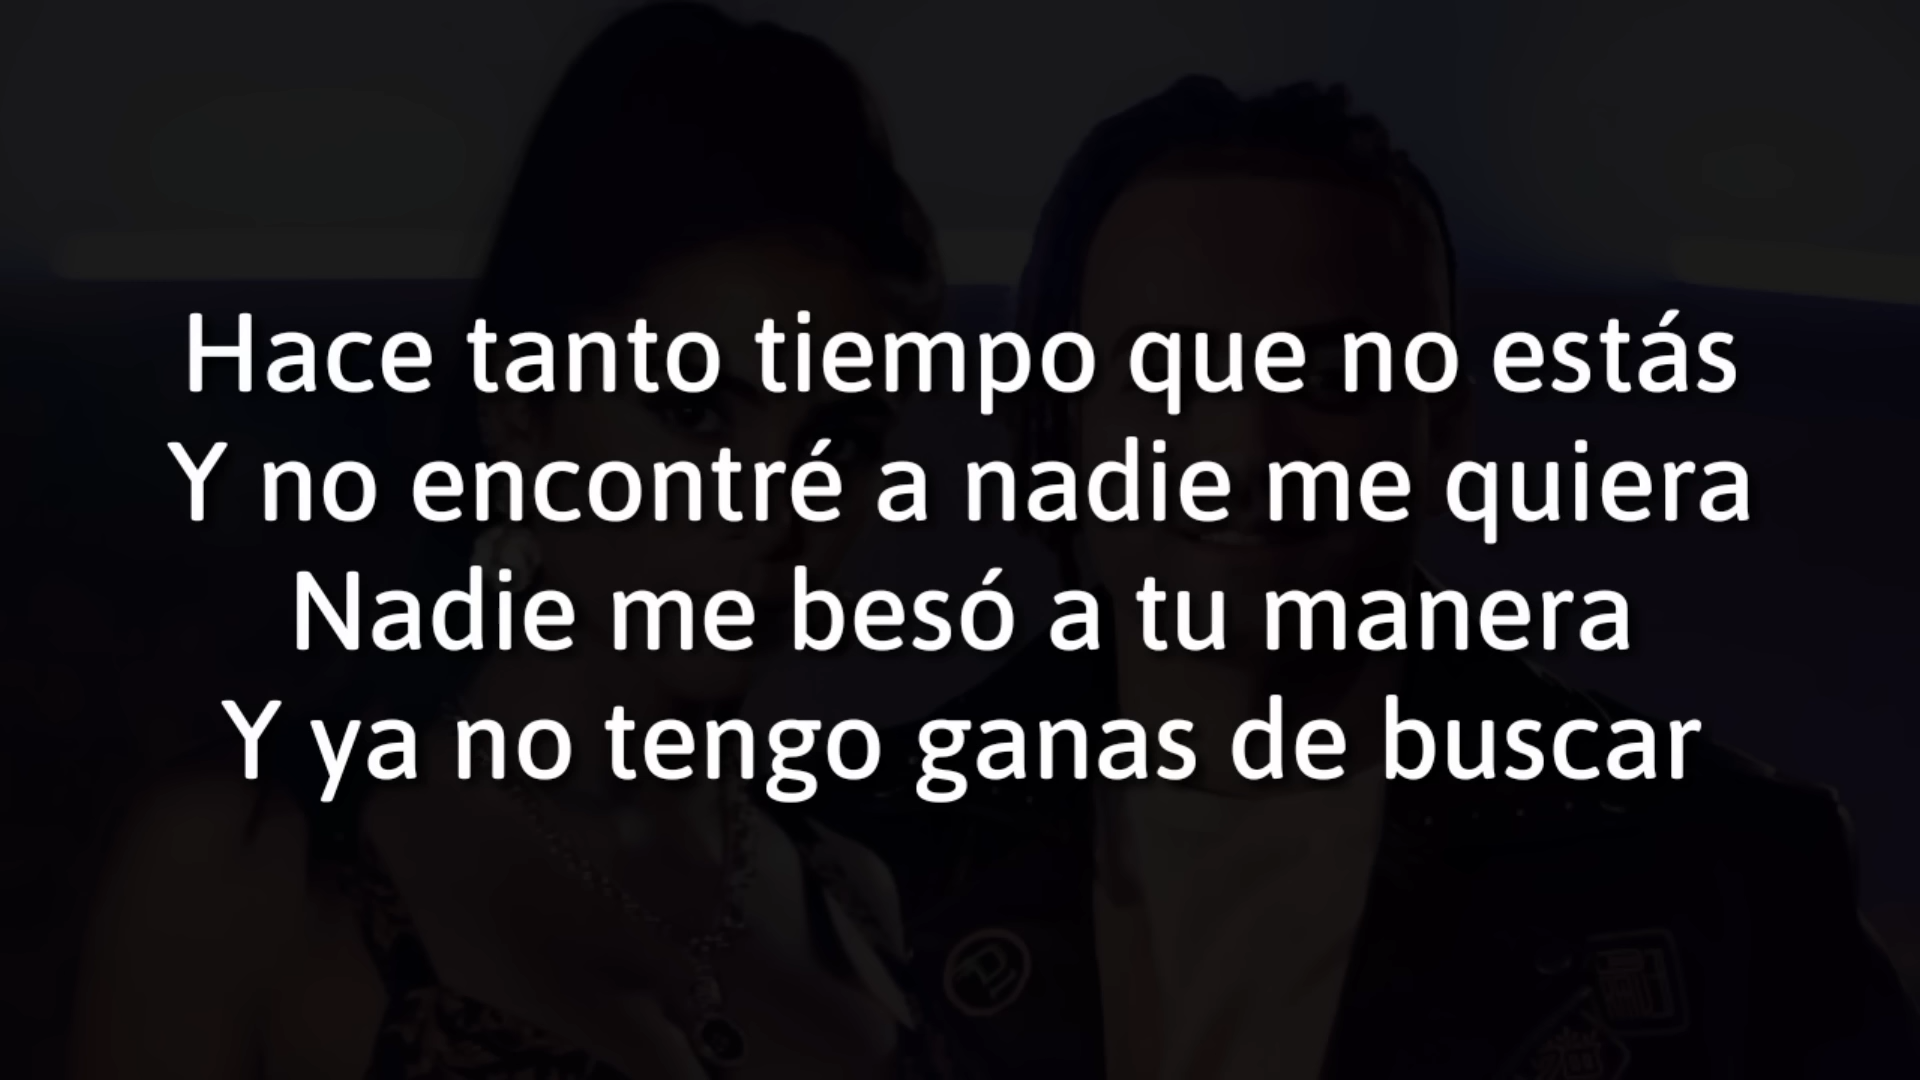 Hace tanto tiempo que no estás
Y no encontré a nadie me quiera
Nadie me besó a tu manera
Y ya no tengo ganas de buscar